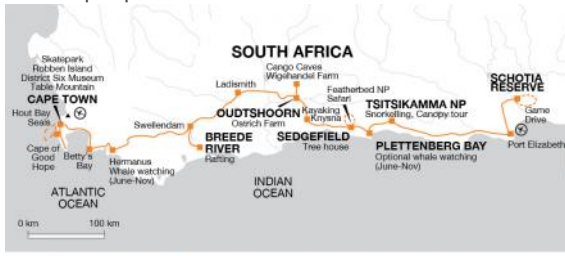 SOUTH AFRICA
Skatepark
Robben Island
District Six Museum
Table Mountain
CAPE TOWN
Hout Bay
Seals
Cape of
Good
Hope
Betty's
Bay
Hermanus
Whale watching
(June-Nov)
Swellendam
BREEDE
RIVER
Rafting
Ladismith
Cango Caves
Wigehandel Farm
OUDTSHOORN
Ostrich Farm
Kayaking
Knysna
Featherbed NP
Safari
SEDGEFIELD
Tree house
TSITSIKAMMA NP
Snorkelling, Canopy tour
PLETTENBERG BAY
Optional whale watching
(June-Nov)
SCHOTIA
RESERVE
Game
Drive
Port Elizabeth
ATLANTIC
OCEAN
INDIAN
OCEAN
0 km
100 km